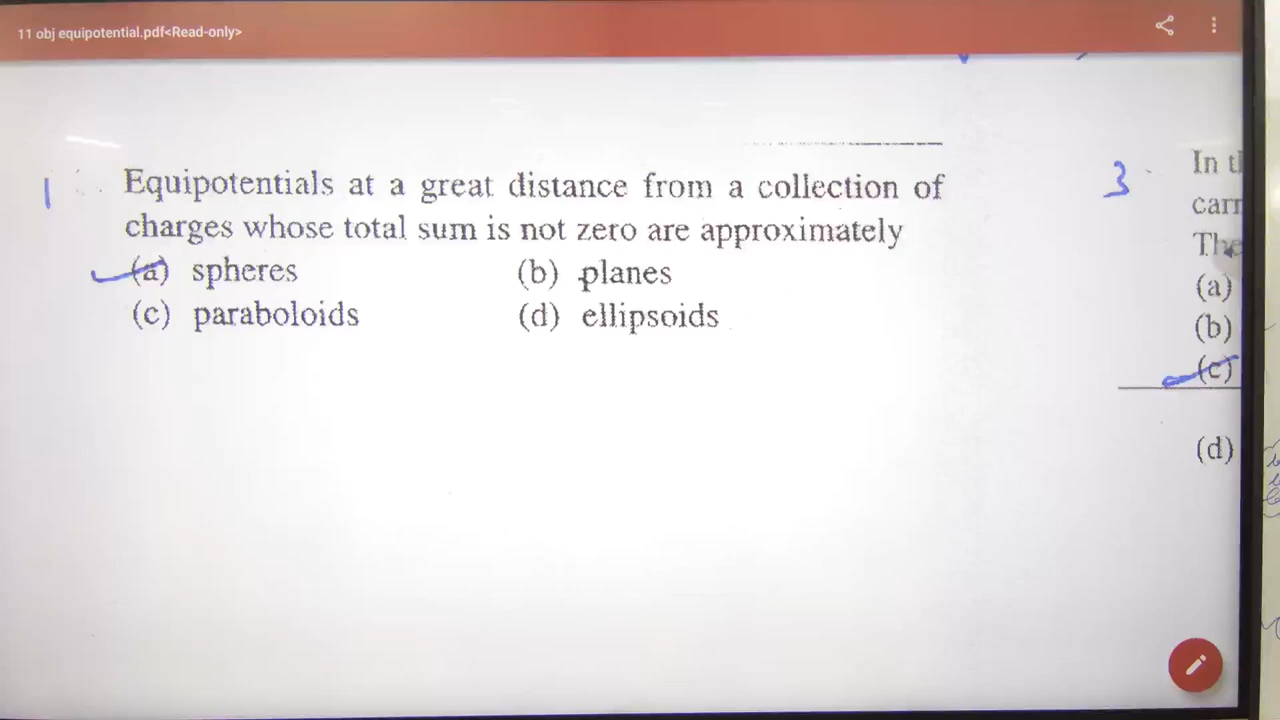 11 obj equipotential.pdf<Read-only>
1 Equipotentials at a great distance from a collection of
charges whose total sum is not zero are approximately
(a) spheres (b) planes
(c) paraboloids (d) ellipsoids
3 In
The
(a)
(b)
(c)
(d)